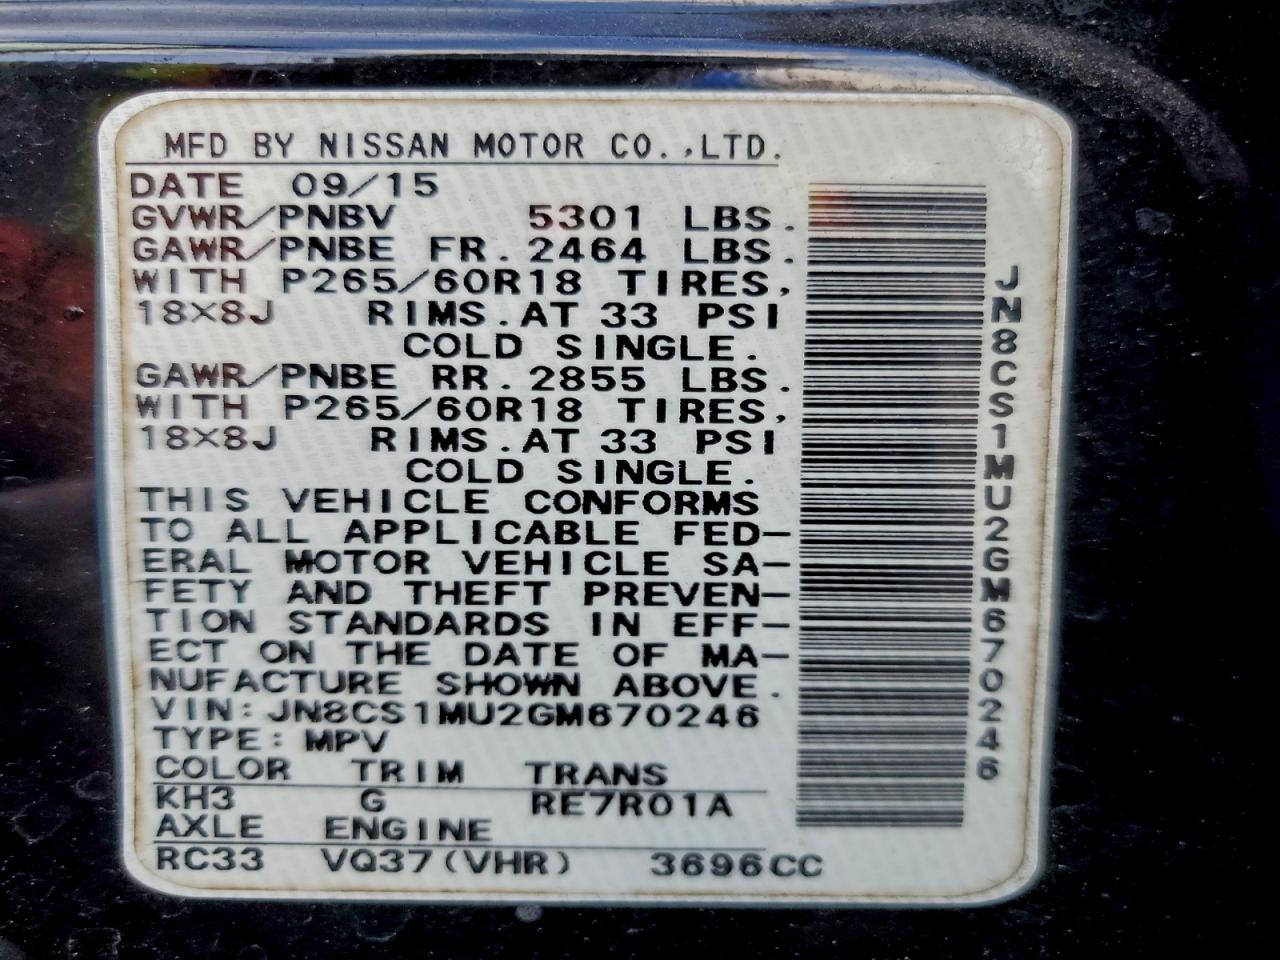 MFD BY NISSAN MOTOR CO.,LTD.
DATE 09/15
GVWR/PNBV 5301 LBS.
GAWR/PNBE FR. 2464 LBS.
WITH P265/60R18 TIRES,
18X8J RIMS.AT 33 PSI
COLD SINGLE.
GAWR/PNBE RR. 2855 LBS.
WITH P265/60R18 TIRES,
18X8J RIMS.AT 33 PSI
COLD SINGLE.
THIS VEHICLE CONFORMS
TO ALL APPLICABLE FED-
ERAL MOTOR VEHICLE SA-
FETY AND THEFT PREVEN-
TION STANDARDS IN EFF-
ECT ON THE DATE OF MA-
NUFACTURE SHOWN ABOVE.
VIN: JN8CS1MU2GM670246
TYPE: MPV
COLOR TRIM TRANS
KH3 G RE7R01A
AXLE ENGINE
RC33 VQ37(VHR) 3696CC
JN8CS1MU2GM670246